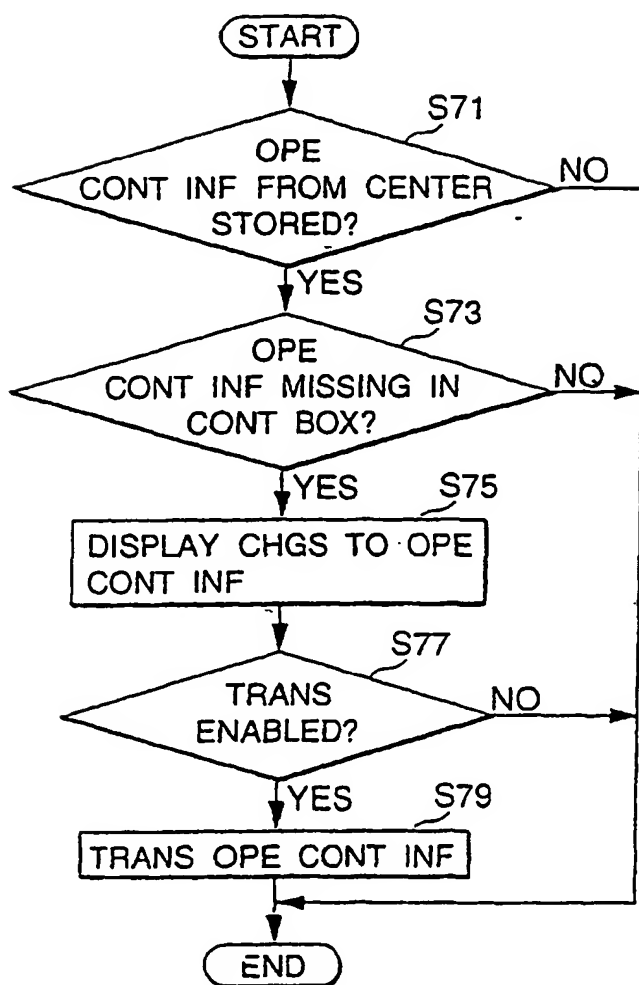 START
S71
OPE
CONT INF FROM CENTER
STORED?
NO
YES
S73
OPE
CONT INF MISSING IN
CONT BOX?
NO
YES
S75
DISPLAY CHGS TO OPE
CONT INF
S77
TRANS
ENABLED?
NO
YES
S79
TRANS OPE CONT INF
END